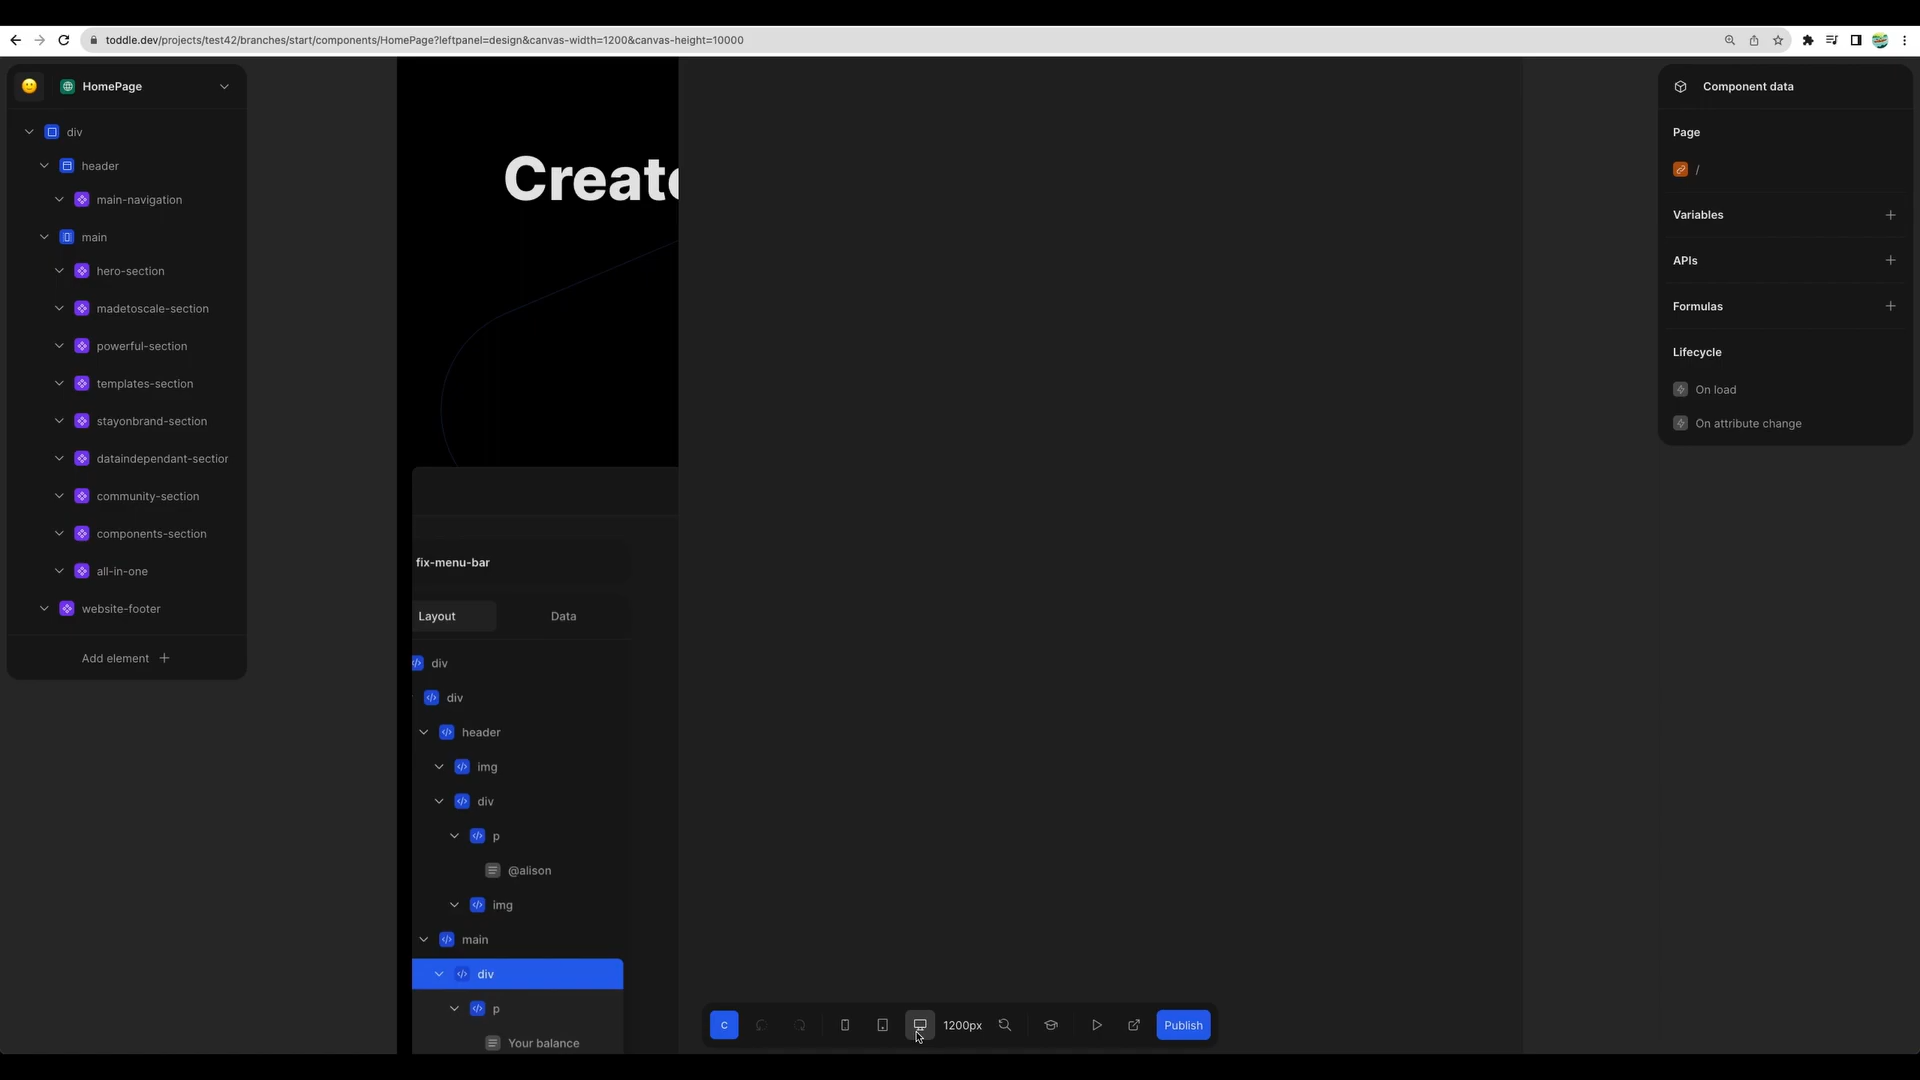 toddle.dev/projects/test42/branches/start/components/HomePage?leftpanel=design&canvas-width=1200&canvas-height=10000
HomePage
div
header
main-navigation
main
hero-section
madetoscale-section
powerful-section
templates-section
stayonbrand-section
dataindependant-section
community-section
components-section
all-in-one
website-footer
Add element
Create
fix-menu-bar
Layout
Data
div
div
header
img
div
p
@alison
img
main
div
p
Your balance
C
1200px
Publish
Component data
Page
/
Variables
APIs
Formulas
Lifecycle
On load
On attribute change